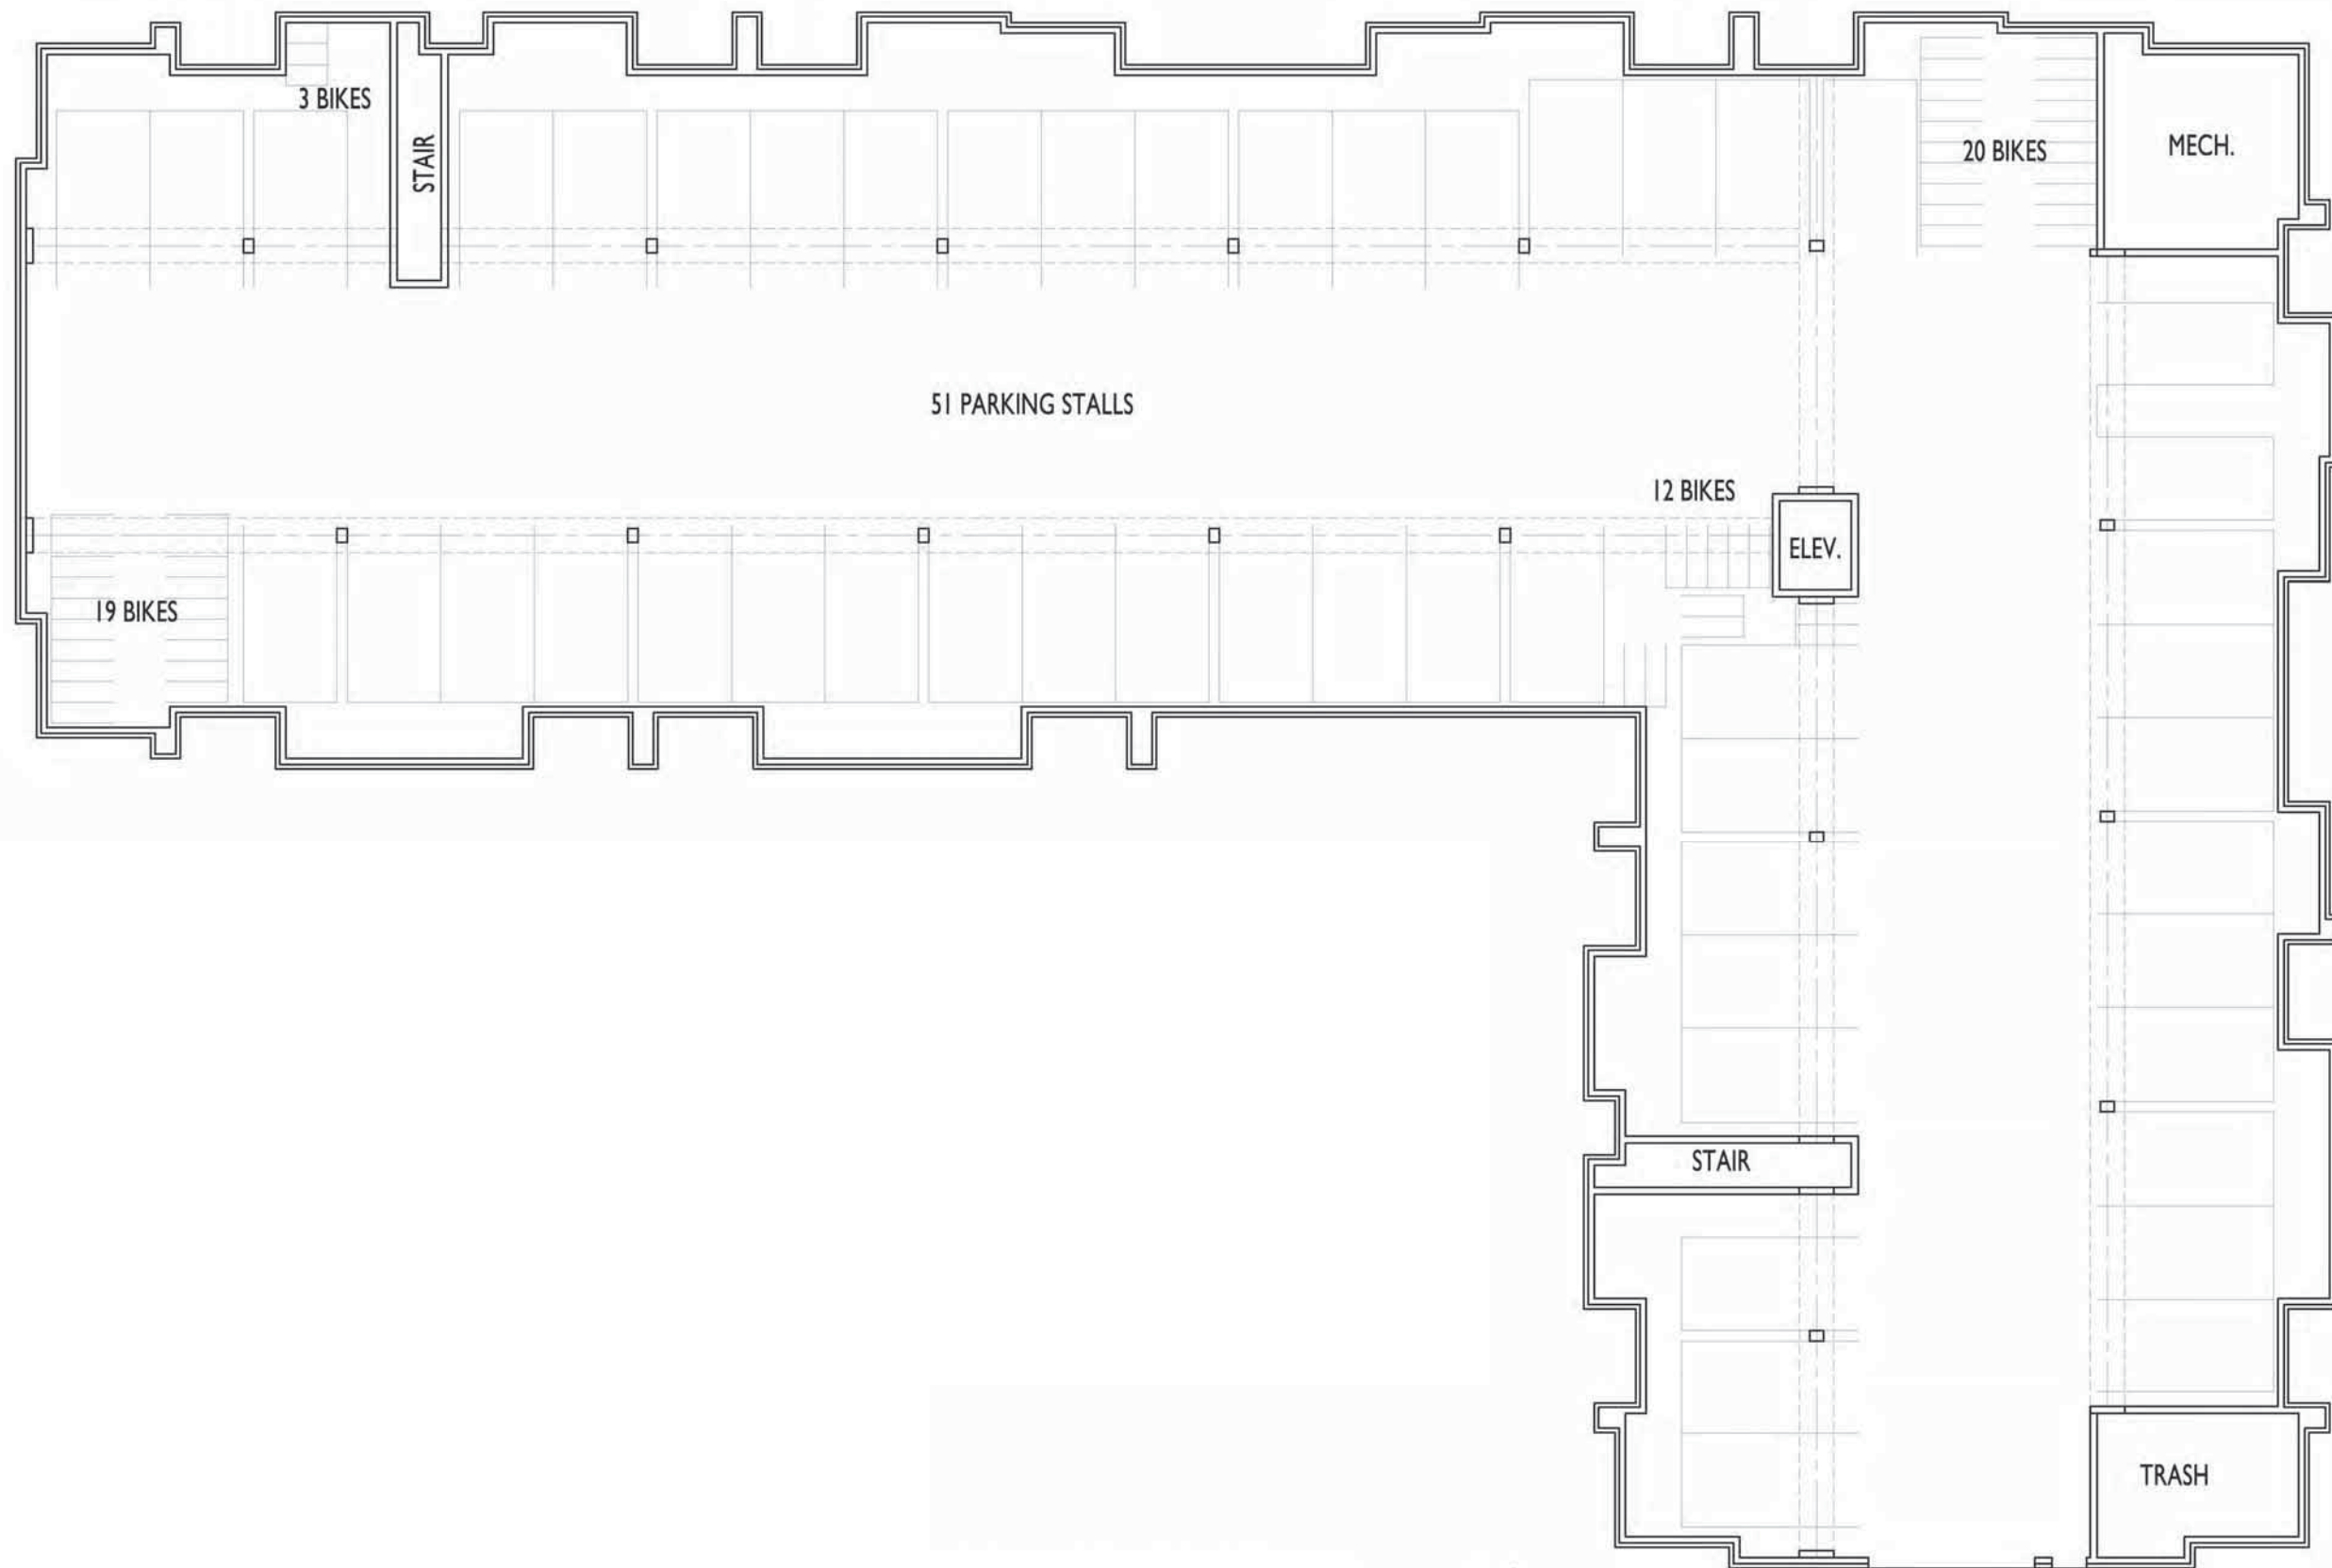 3 BIKES
STAIR
20 BIKES
MECH.
51 PARKING STALLS
12 BIKES
ELEV.
19 BIKES
STAIR
TRASH